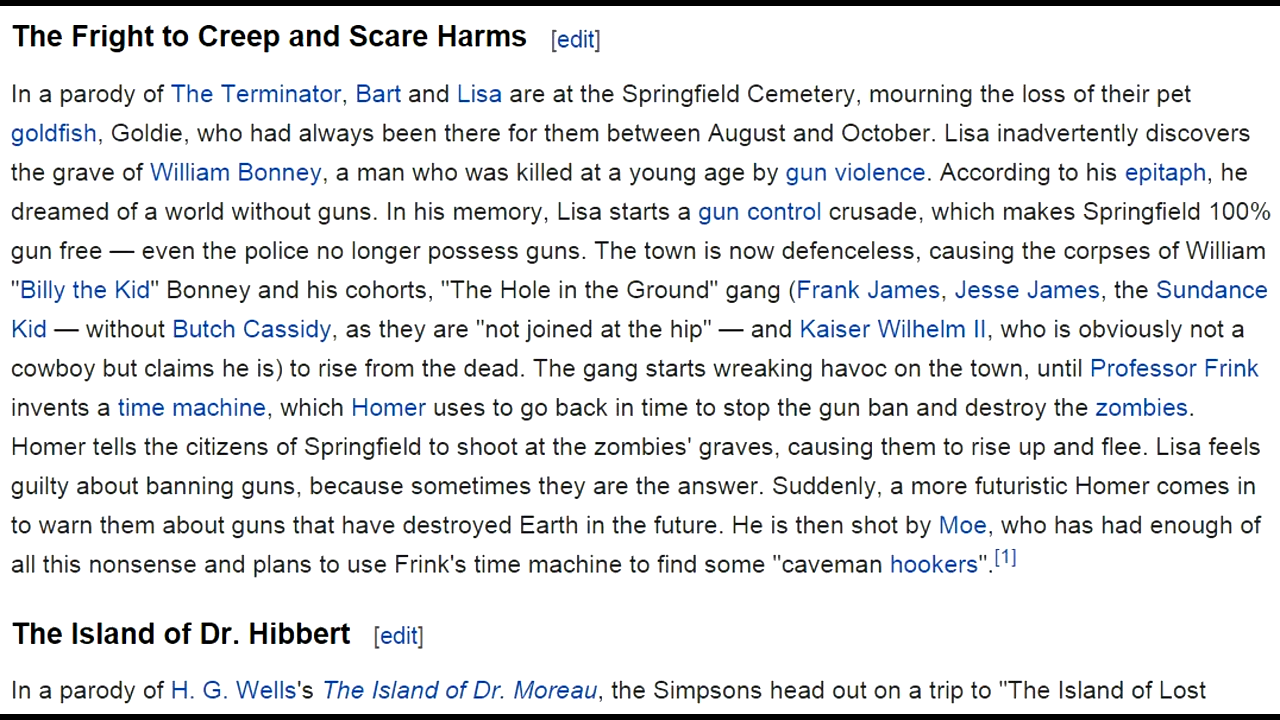 The Fright to Creep and Scare Harms [edit]
In a parody of The Terminator, Bart and Lisa are at the Springfield Cemetery, mourning the loss of their pet
goldfish, Goldie, who had always been there for them between August and October. Lisa inadvertently discovers
the grave of William Bonney, a man who was killed at a young age by gun violence. According to his epitaph, he
dreamed of a world without guns. In his memory, Lisa starts a gun control crusade, which makes Springfield 100%
gun free — even the police no longer possess guns. The town is now defenceless, causing the corpses of William
"Billy the Kid" Bonney and his cohorts, "The Hole in the Ground" gang (Frank James, Jesse James, the Sundance
Kid — without Butch Cassidy, as they are "not joined at the hip" — and Kaiser Wilhelm II, who is obviously not a
cowboy but claims he is) to rise from the dead. The gang starts wreaking havoc on the town, until Professor Frink
invents a time machine, which Homer uses to go back in time to stop the gun ban and destroy the zombies.
Homer tells the citizens of Springfield to shoot at the zombies' graves, causing them to rise up and flee. Lisa feels
guilty about banning guns, because sometimes they are the answer. Suddenly, a more futuristic Homer comes in
to warn them about guns that have destroyed Earth in the future. He is then shot by Moe, who has had enough of
all this nonsense and plans to use Frink's time machine to find some "caveman hookers".[1]
The Island of Dr. Hibbert [edit]
In a parody of H. G. Wells's The Island of Dr. Moreau, the Simpsons head out on a trip to "The Island of Lost